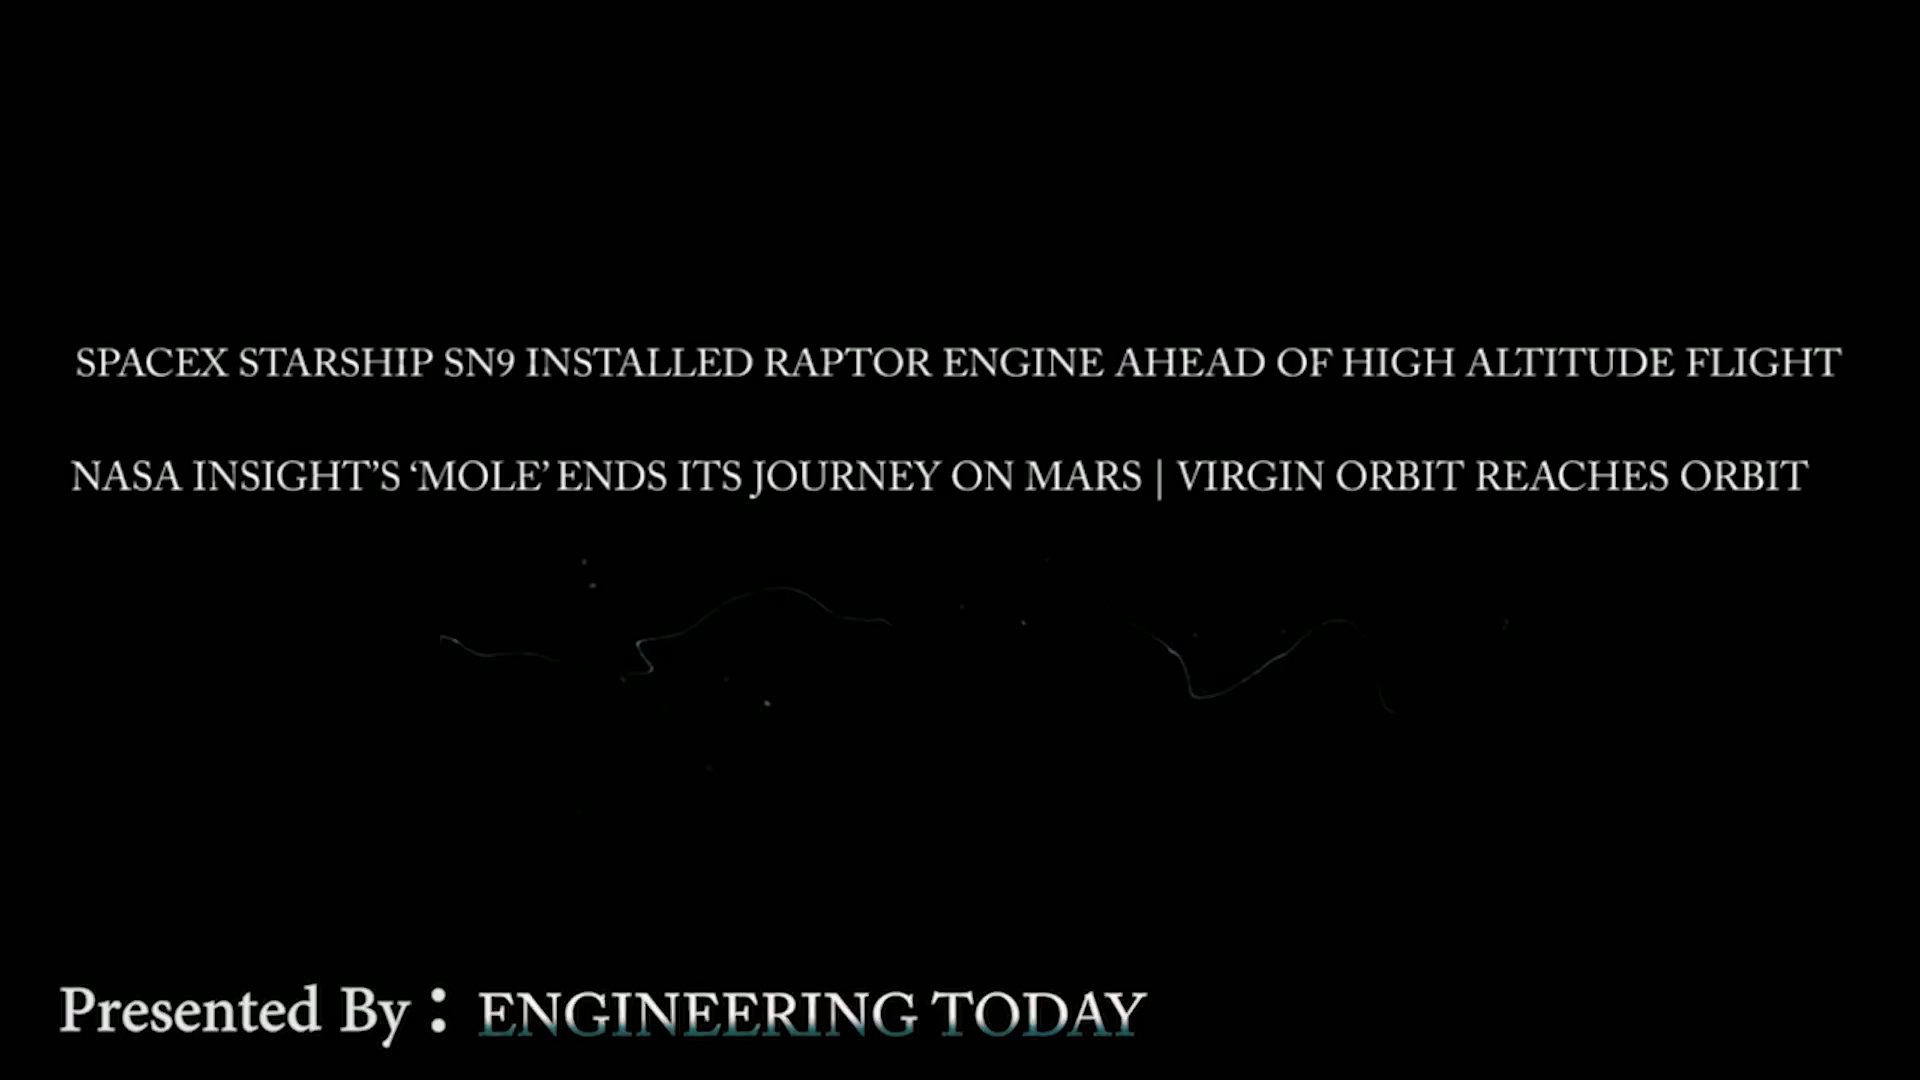 SPACEX STARSHIP SN9 INSTALLED RAPTOR ENGINE AHEAD OF HIGH ALTITUDE FLIGHT
NASA INSIGHT’S ‘MOLE’ ENDS ITS JOURNEY ON MARS | VIRGIN ORBIT REACHES ORBIT
Presented By : ENGINEERING TODAY